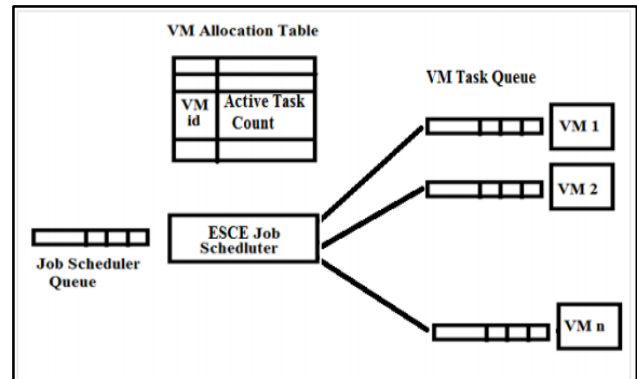 VM Allocation Table
VM id
Active Task Count
VM Task Queue
VM 1
VM 2
ESCE Job
Schedluter
Job Scheduler
Queue
VM n